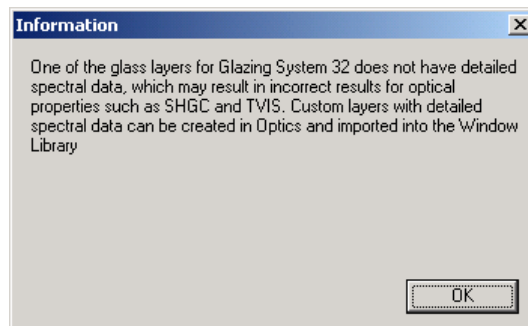 Information
One of the glass layers for Glazing System 32 does not have detailed
spectral data, which may result in incorrect results for optical
properties such as SHGC and TVIS. Custom layers with detailed
spectral data can be created in Optics and imported into the Window
Library
OK